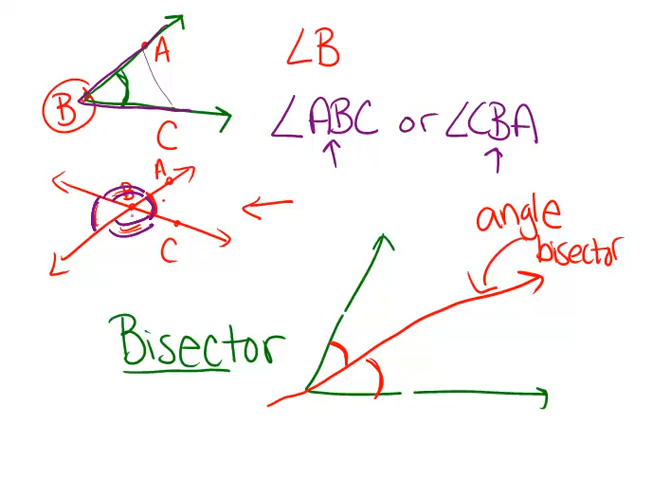 A
∠B
B
C
∠ABC or ∠CBA
A
B
C
angle
bisector
Bisector